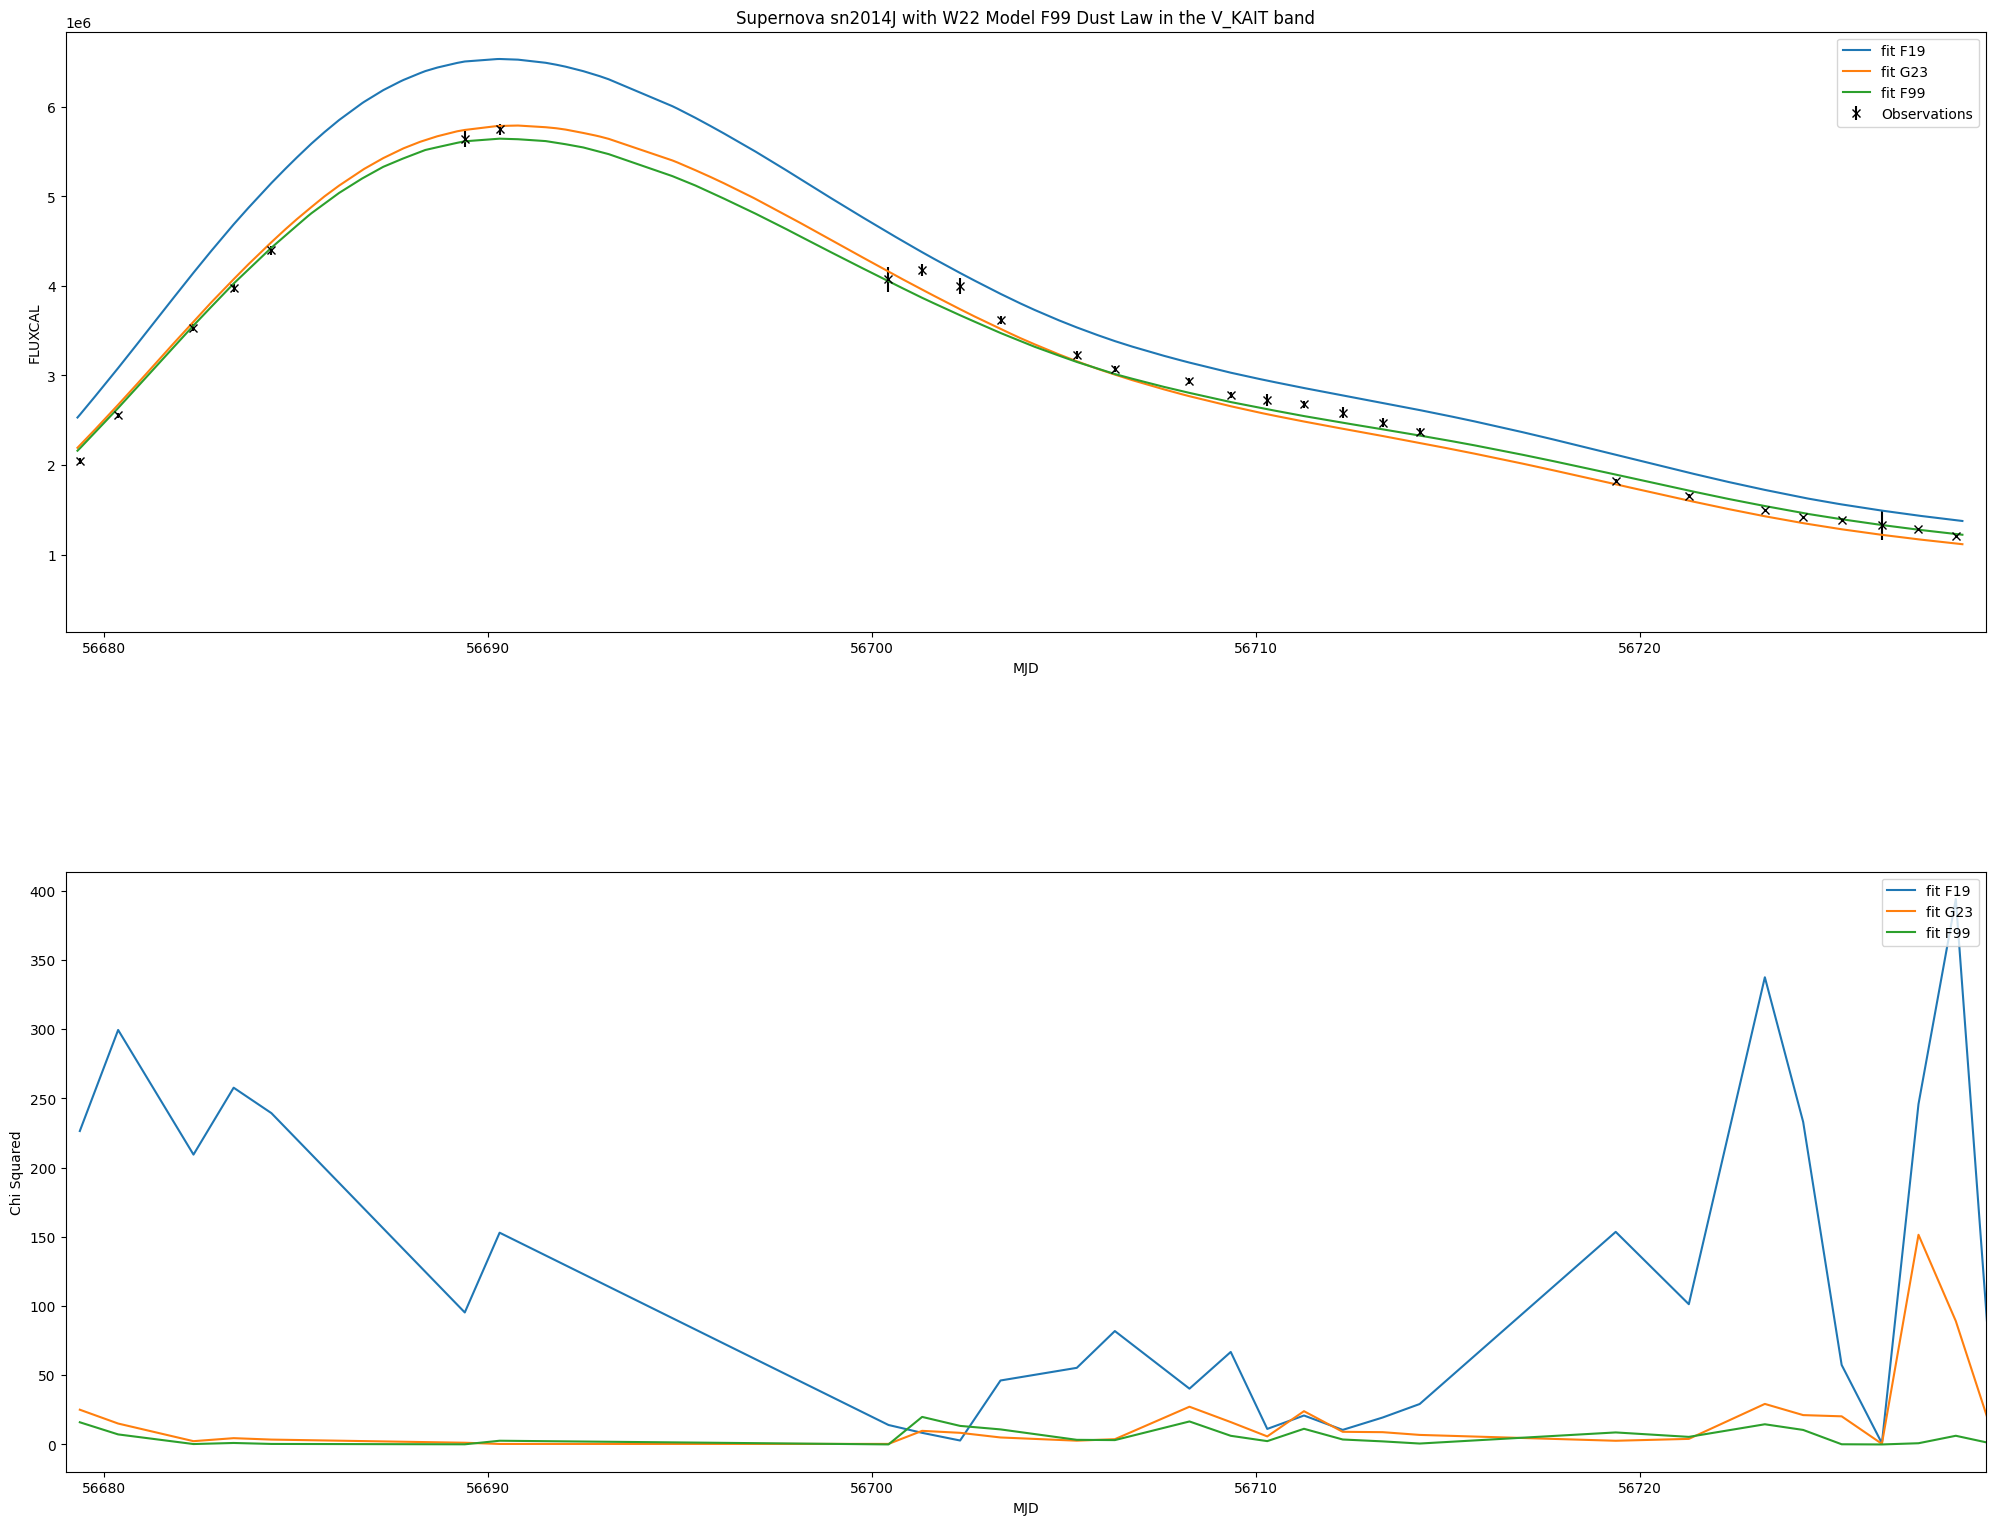 Supernova sn2014J with W22 Model F99 Dust Law in the V_KAIT band
1e6
fit F19
fit G23
fit F99
Observations
6
5
4
3
2
1
FLUXCAL
56680
56690
56700
56710
56720
MJD
fit F19
fit G23
fit F99
400
350
300
250
200
150
100
50
0
Chi Squared
56680
56690
56700
56710
56720
MJD